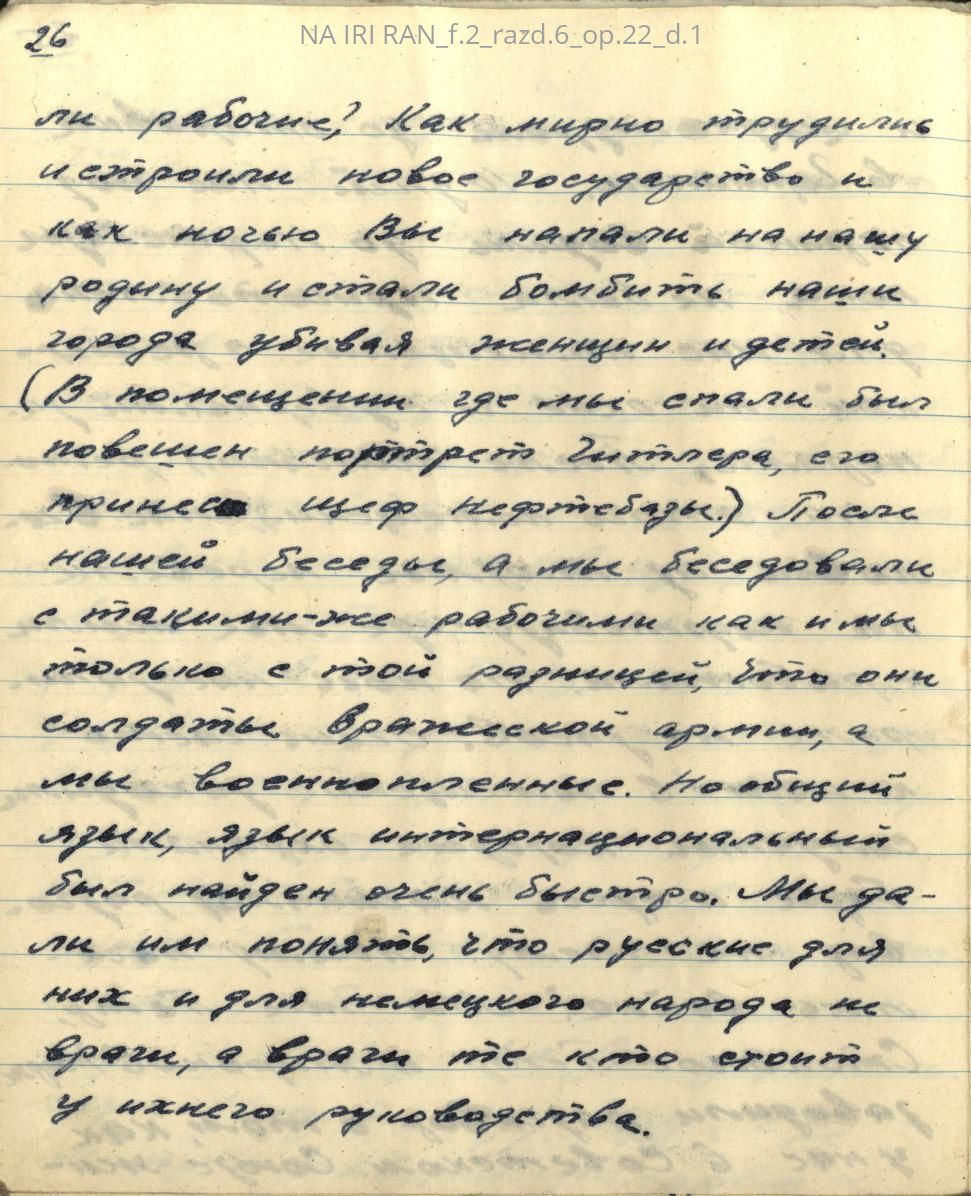 NA IRI RAN_f.2_razd.6_op.22_d.1
26
ли рабочие? Как мирно трудились
и строили новое государство и
как ночью Вы напали на нашу
родину и стали бомбить наши
города убивая женщин и детей.
(В помещении где мы спали был
повешен портрет Гитлера, его
принес шеф нефтебазы.) После
нашей беседы, а мы беседовали
с такими-же рабочими как и мы
только с той разницей, что они
солдаты вражеской армии, а
мы военнопленные. Но общий
язык, язык интернациональный
был найден очень быстро. Мы да-
ли им понять, что русские для
них и для немецкого народа не
враги, а враги те кто стоит
у ихнего руководства.